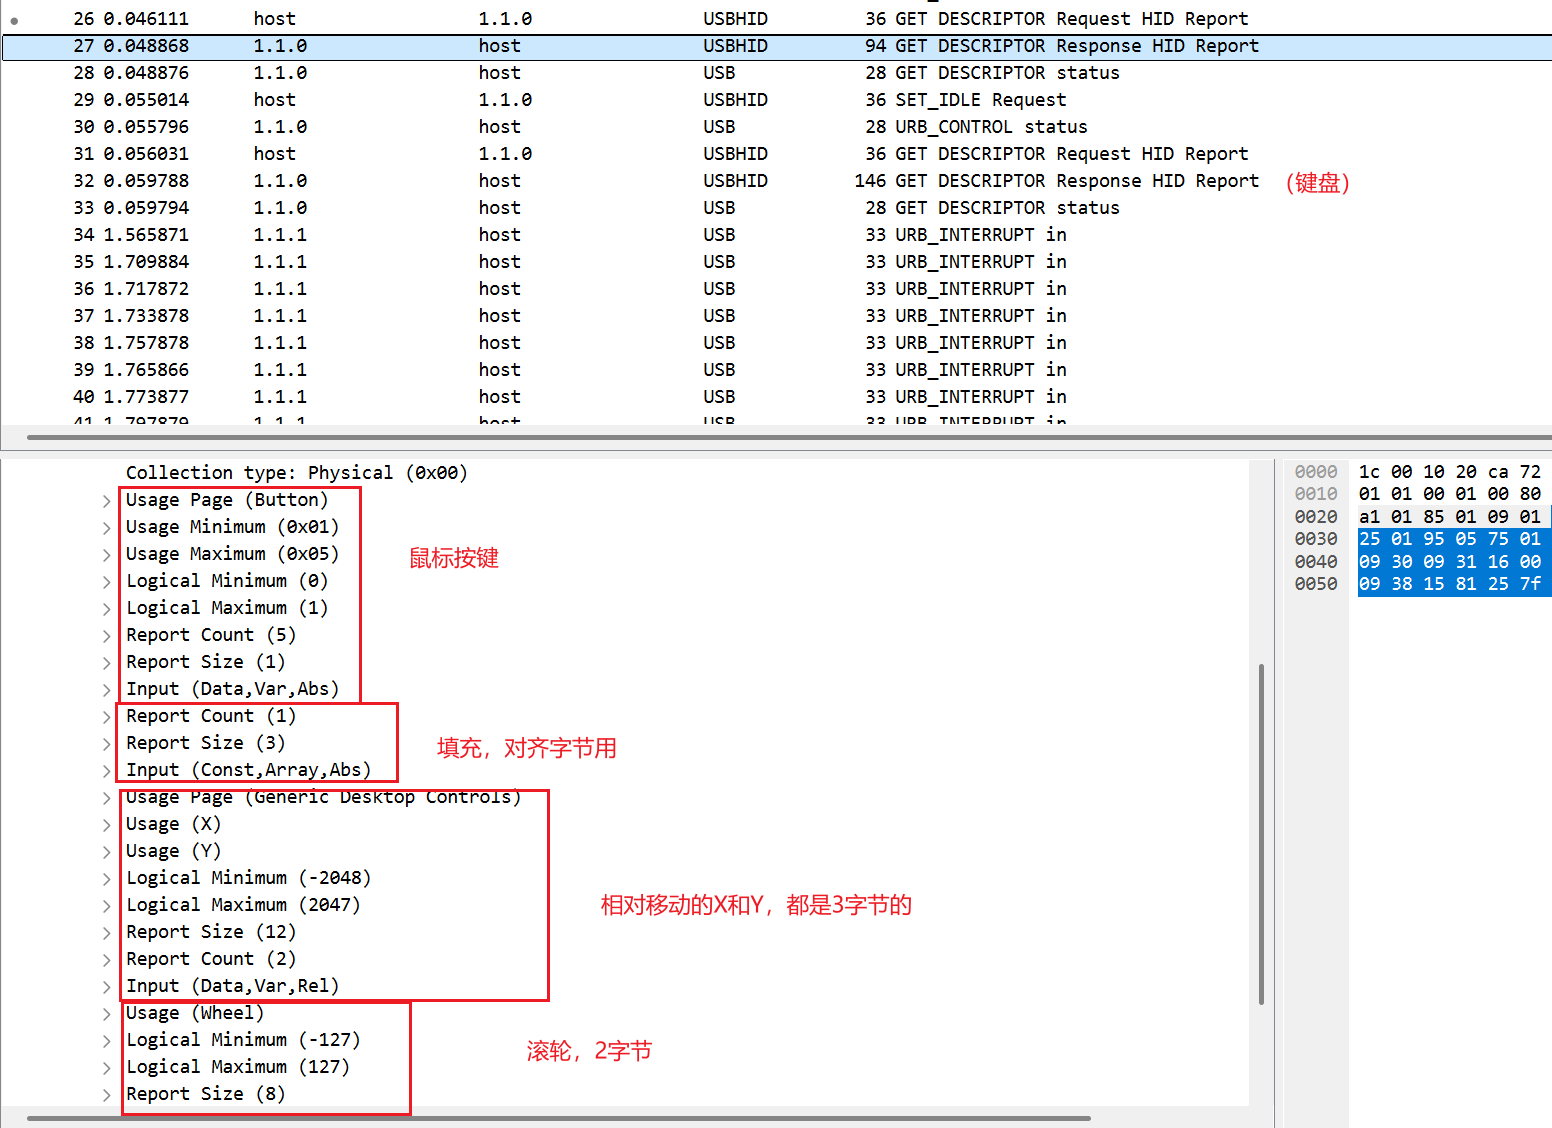 26 0.046111 host 1.1.0 USBHID 36 GET DESCRIPTOR Request HID Report
27 0.048868 1.1.0 host USBHID 94 GET DESCRIPTOR Response HID Report
28 0.048876 1.1.0 host USB 28 GET DESCRIPTOR status
29 0.055014 host 1.1.0 USBHID 36 SET_IDLE Request
30 0.055796 1.1.0 host USB 28 URB_CONTROL status
31 0.056031 host 1.1.0 USBHID 36 GET DESCRIPTOR Request HID Report
32 0.059788 1.1.0 host USBHID 146 GET DESCRIPTOR Response HID Report （键盘）
33 0.059794 1.1.0 host USB 28 GET DESCRIPTOR status
34 1.565871 1.1.1 host USB 33 URB_INTERRUPT in
35 1.709884 1.1.1 host USB 33 URB_INTERRUPT in
36 1.717872 1.1.1 host USB 33 URB_INTERRUPT in
37 1.733878 1.1.1 host USB 33 URB_INTERRUPT in
38 1.757878 1.1.1 host USB 33 URB_INTERRUPT in
39 1.765866 1.1.1 host USB 33 URB_INTERRUPT in
40 1.773877 1.1.1 host USB 33 URB_INTERRUPT in
41 1.797879 1.1.1 host USB 33 URB_INTERRUPT in
Collection type: Physical (0x00)
Usage Page (Button)
Usage Minimum (0x01)
Usage Maximum (0x05)
鼠标按键
Logical Minimum (0)
Logical Maximum (1)
Report Count (5)
Report Size (1)
Input (Data,Var,Abs)
Report Count (1)
Report Size (3)
填充，对齐字节用
Input (Const,Array,Abs)
Usage Page (Generic Desktop Controls)
Usage (X)
Usage (Y)
Logical Minimum (-2048)
Logical Maximum (2047)
相对移动的X和Y，都是3字节的
Report Size (12)
Report Count (2)
Input (Data,Var,Rel)
Usage (Wheel)
Logical Minimum (-127)
滚轮，2字节
Logical Maximum (127)
Report Size (8)
0000 1c 00 10 20 ca 72
0010 01 01 00 01 00 80
0020 a1 01 85 01 09 01
0030 25 01 95 05 75 01
0040 09 30 09 31 16 00
0050 09 38 15 81 25 7f